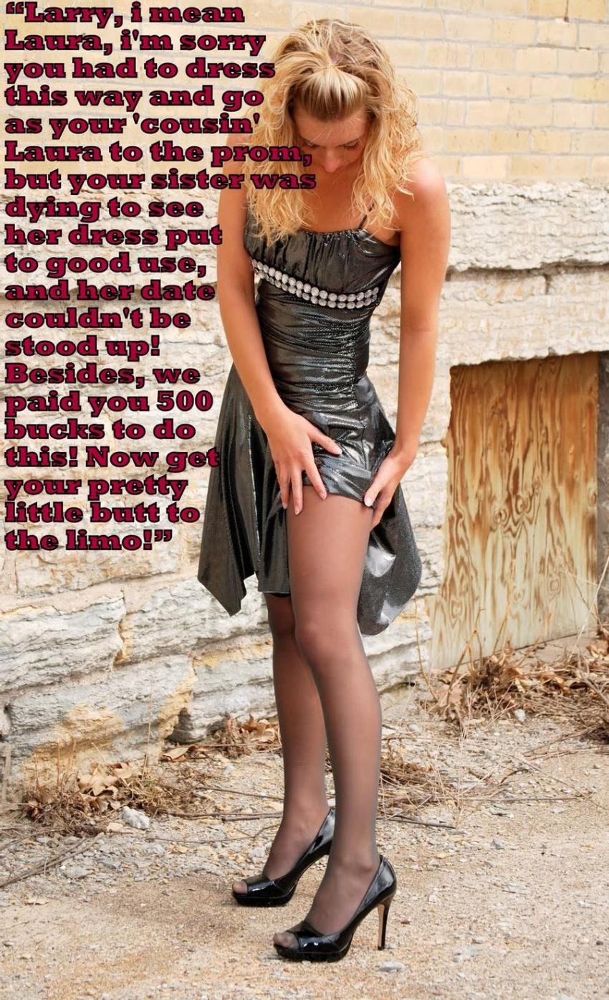 “Larry, i mean
Laura, i'm sorry
you had to dress
this way and go
as your 'cousin'
Laura to the prom,
but your sister was
dying to see
her dress put
to good use,
and her date
couldn't be
stood up!
Besides, we
paid you 500
bucks to do
this! Now get
your pretty
little butt to
the limo!”